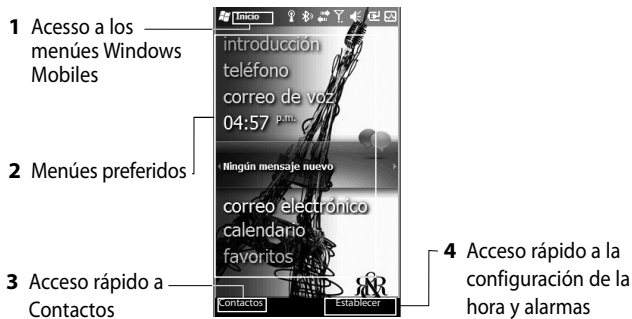 1 Acesso a los
menúes Windows
Mobiles
2 Menúes preferidos
3 Acceso rápido a
Contactos
Inicio
introducción
teléfono
correo de voz
04:57 p.m.
Ningún mensaje nuevo
correo electrónico
calendario
favoritos
Contactos
Establecer
4 Acceso rápido a la
configuración de la
hora y alarmas